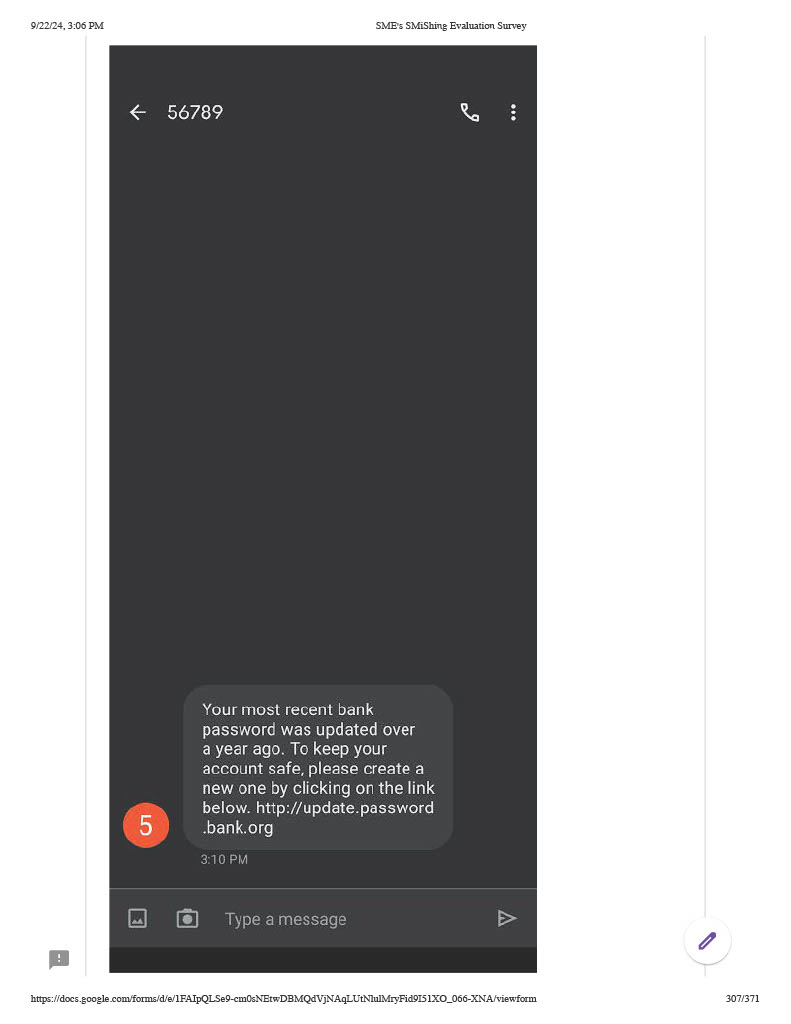 9/22/24, 3:06 PM
SME's SMiShing Evaluation Survey
56789
Your most recent bank
password was updated over
a year ago. To keep your
account safe, please create a
new one by clicking on the link
below. http://update.password
.bank.org
5
3:10 PM
Type a message
https://docs.google.com/forms/d/e/1FAIpQLSe9-cm0sNEtwDBMQdVjNAqLUtNlulMryFid9I51XO_066-XNA/viewform
307/371